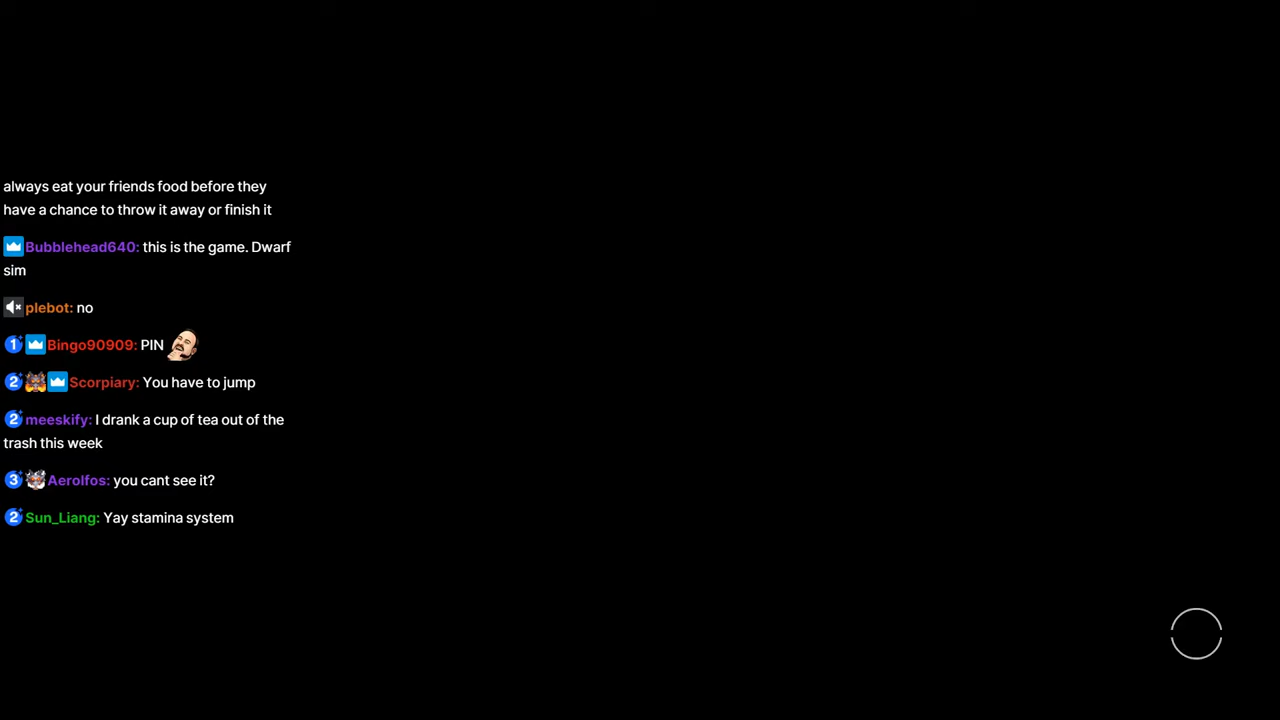 always eat your friends food before they
have a chance to throw it away or finish it
Bubblehead640: this is the game. Dwarf
sim
plebot: no
1 Bingo90909: PIN
2 Scorpiary: You have to jump
2 meeskify: I drank a cup of tea out of the
trash this week
3 Aerolfos: you cant see it?
2 Sun_Liang: Yay stamina system